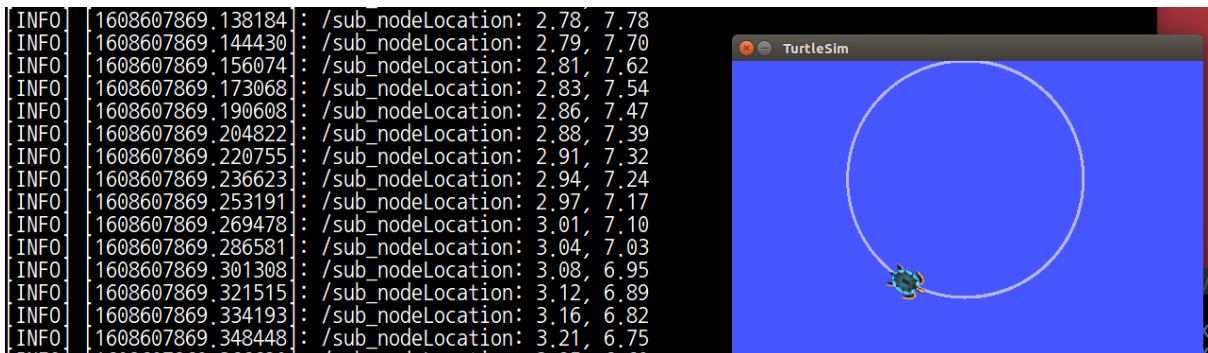 [INFO] [1608607869.138184]: /sub_nodeLocation: 2.78, 7.78
[INFO] [1608607869.144430]: /sub_nodeLocation: 2.79, 7.70
[INFO] [1608607869.156074]: /sub_nodeLocation: 2.81, 7.62
[INFO] [1608607869.173068]: /sub_nodeLocation: 2.83, 7.54
[INFO] [1608607869.190608]: /sub_nodeLocation: 2.86, 7.47
[INFO] [1608607869.204822]: /sub_nodeLocation: 2.88, 7.39
[INFO] [1608607869.220755]: /sub_nodeLocation: 2.91, 7.32
[INFO] [1608607869.236623]: /sub_nodeLocation: 2.94, 7.24
[INFO] [1608607869.253191]: /sub_nodeLocation: 2.97, 7.17
[INFO] [1608607869.269478]: /sub_nodeLocation: 3.01, 7.10
[INFO] [1608607869.286581]: /sub_nodeLocation: 3.04, 7.03
[INFO] [1608607869.301308]: /sub_nodeLocation: 3.08, 6.95
[INFO] [1608607869.321515]: /sub_nodeLocation: 3.12, 6.89
[INFO] [1608607869.334193]: /sub_nodeLocation: 3.16, 6.82
[INFO] [1608607869.348448]: /sub_nodeLocation: 3.21, 6.75
TurtleSim